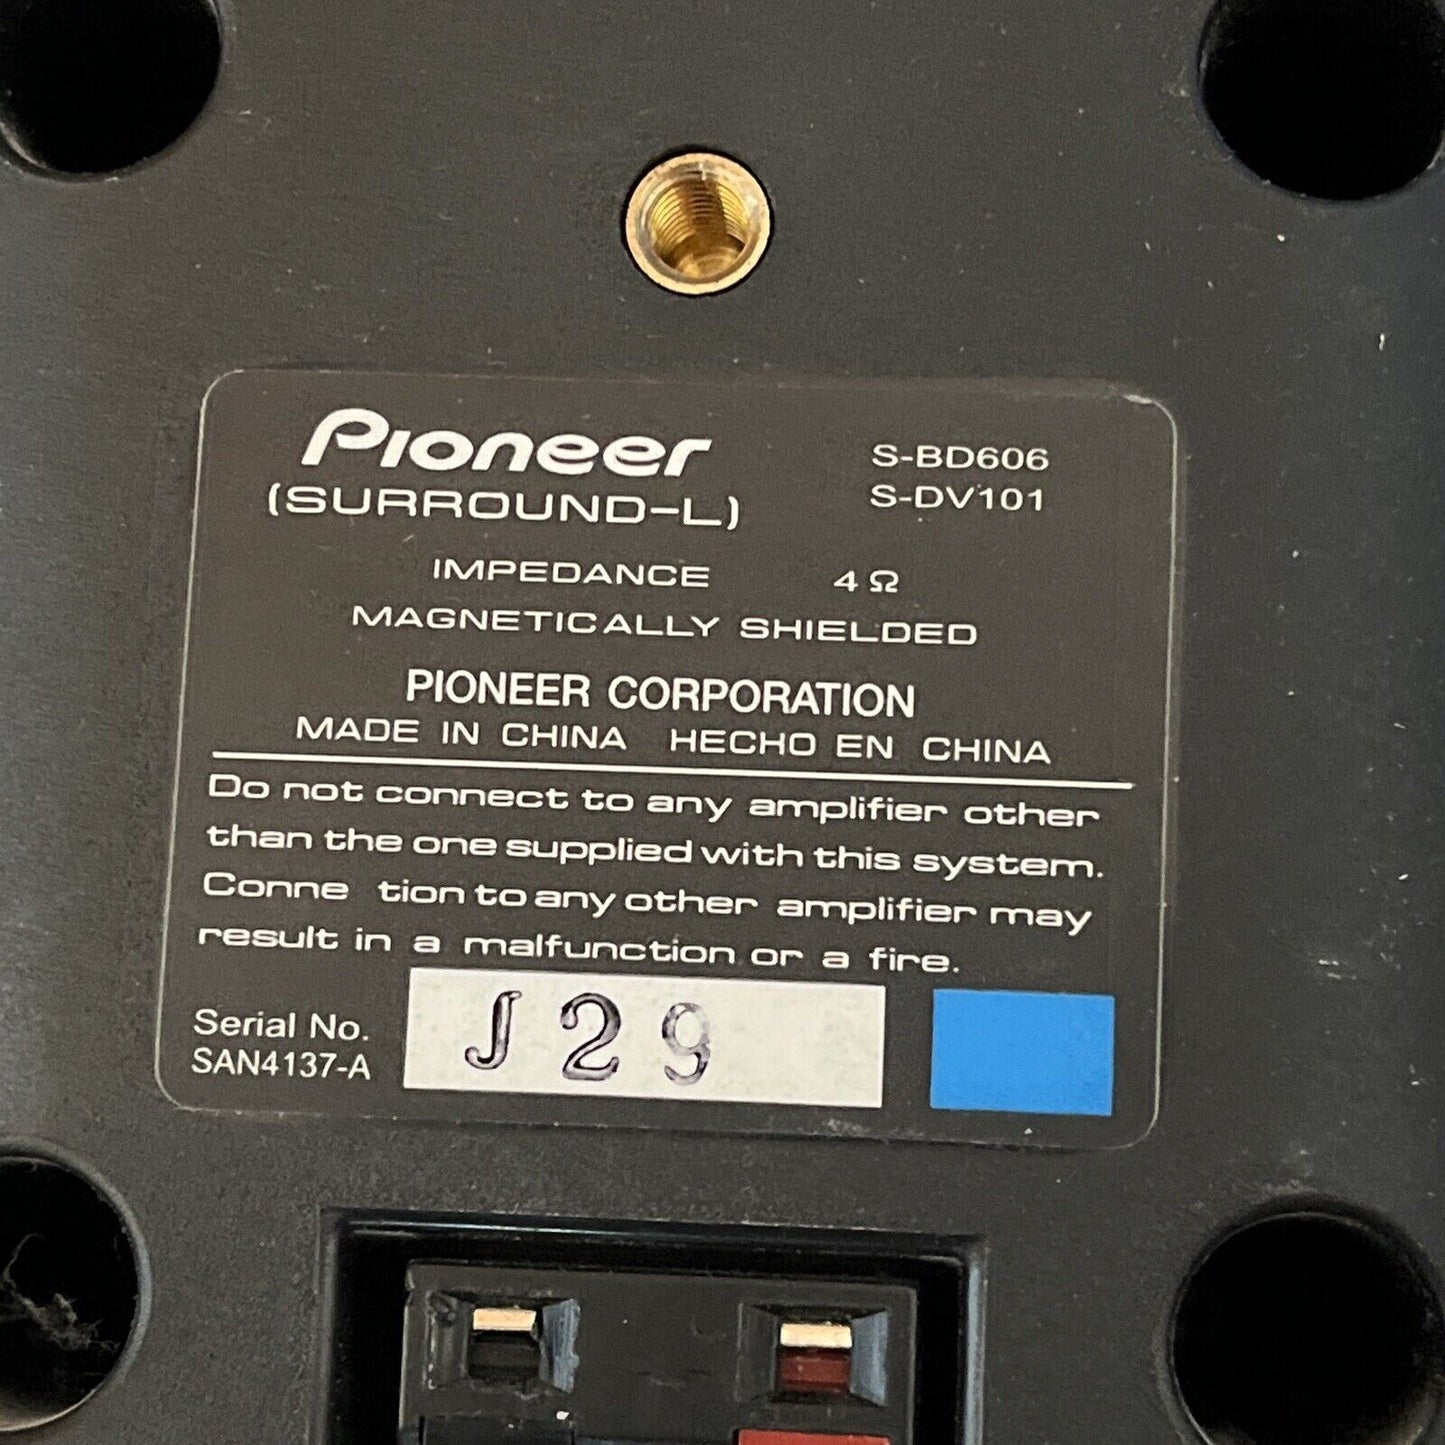 Pioneer
(SURROUND-L)
S-BD606
S-DV101
IMPEDANCE 4 Ω
MAGNETICALLY SHIELDED
PIONEER CORPORATION
MADE IN CHINA HECHO EN CHINA
Do not connect to any amplifier other
than the one supplied with this system.
Conne tion to any other amplifier may
result in a malfunction or a fire.
Serial No.
SAN4137-A
J29